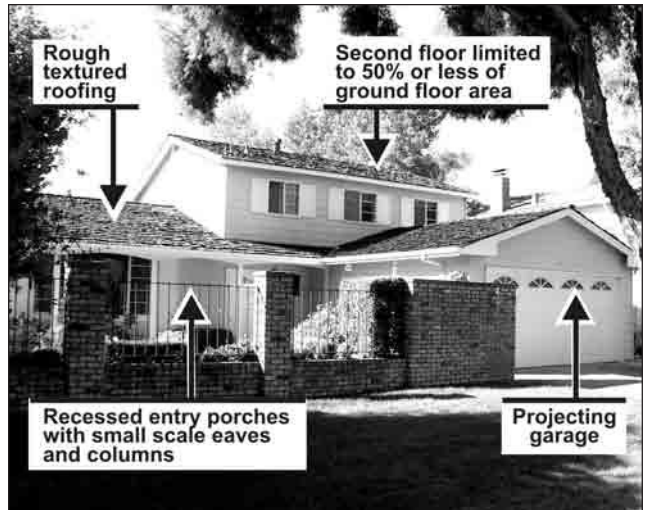 Rough
textured
roofing
Second floor limited
to 50% or less of
ground floor area
Recessed entry porches
with small scale eaves
and columns
Projecting
garage